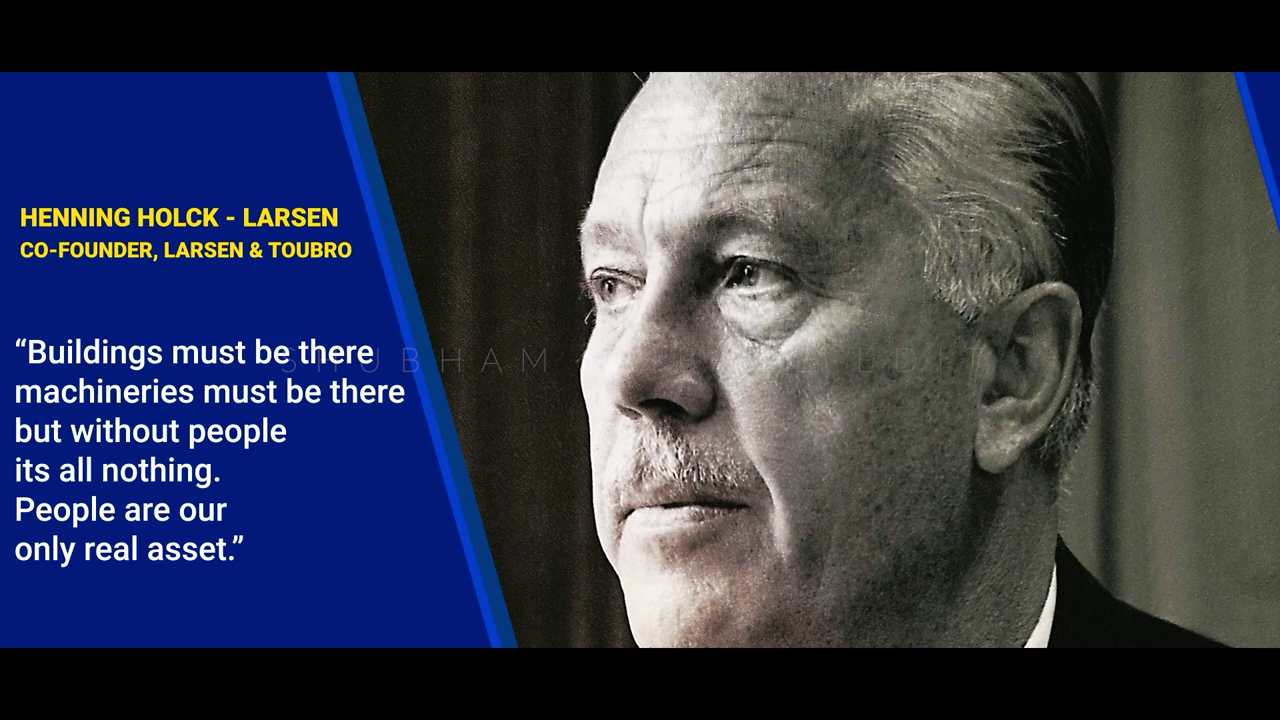 HENNING HOLCK - LARSEN
CO-FOUNDER, LARSEN & TOUBRO
“Buildings must be there
machineries must be there
but without people
its all nothing.
People are our
only real asset.”
SHUBHAM